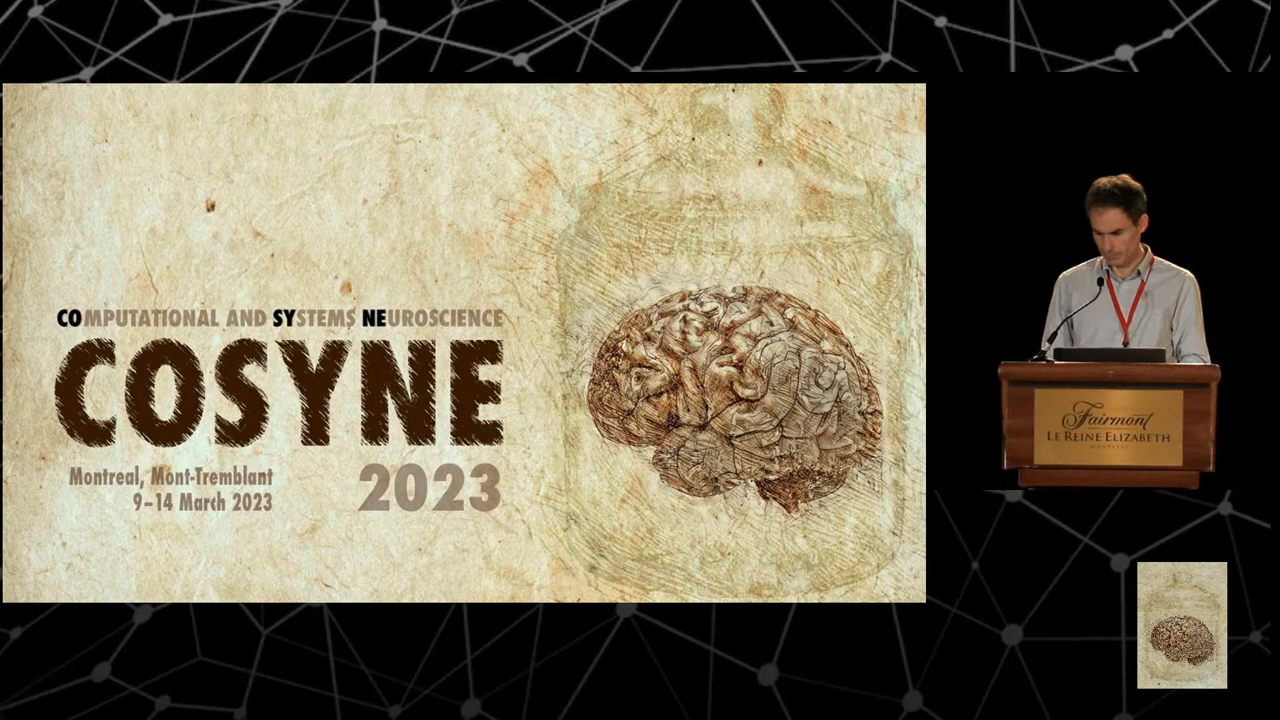 COMPUTATIONAL AND SYSTEMS NEUROSCIENCE
COSYNE
Montreal, Mont-Tremblant
9–14 March 2023
2023
Fairmont
LE REINE ELIZABETH